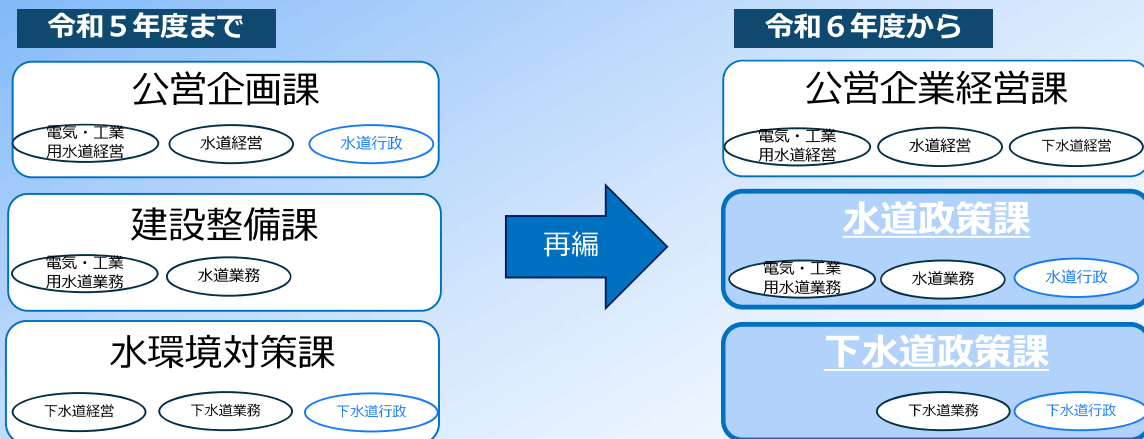 令和５年度まで
公営企画課
電気・工業
用水道経営
水道経営
水道行政
建設整備課
電気・工業
用水道業務
水道業務
水環境対策課
下水道経営
下水道業務
下水道行政
再編
令和６年度から
公営企業経営課
電気・工業
用水道経営
水道経営
下水道経営
水道政策課
電気・工業
用水道業務
水道業務
水道行政
下水道政策課
下水道業務
下水道行政